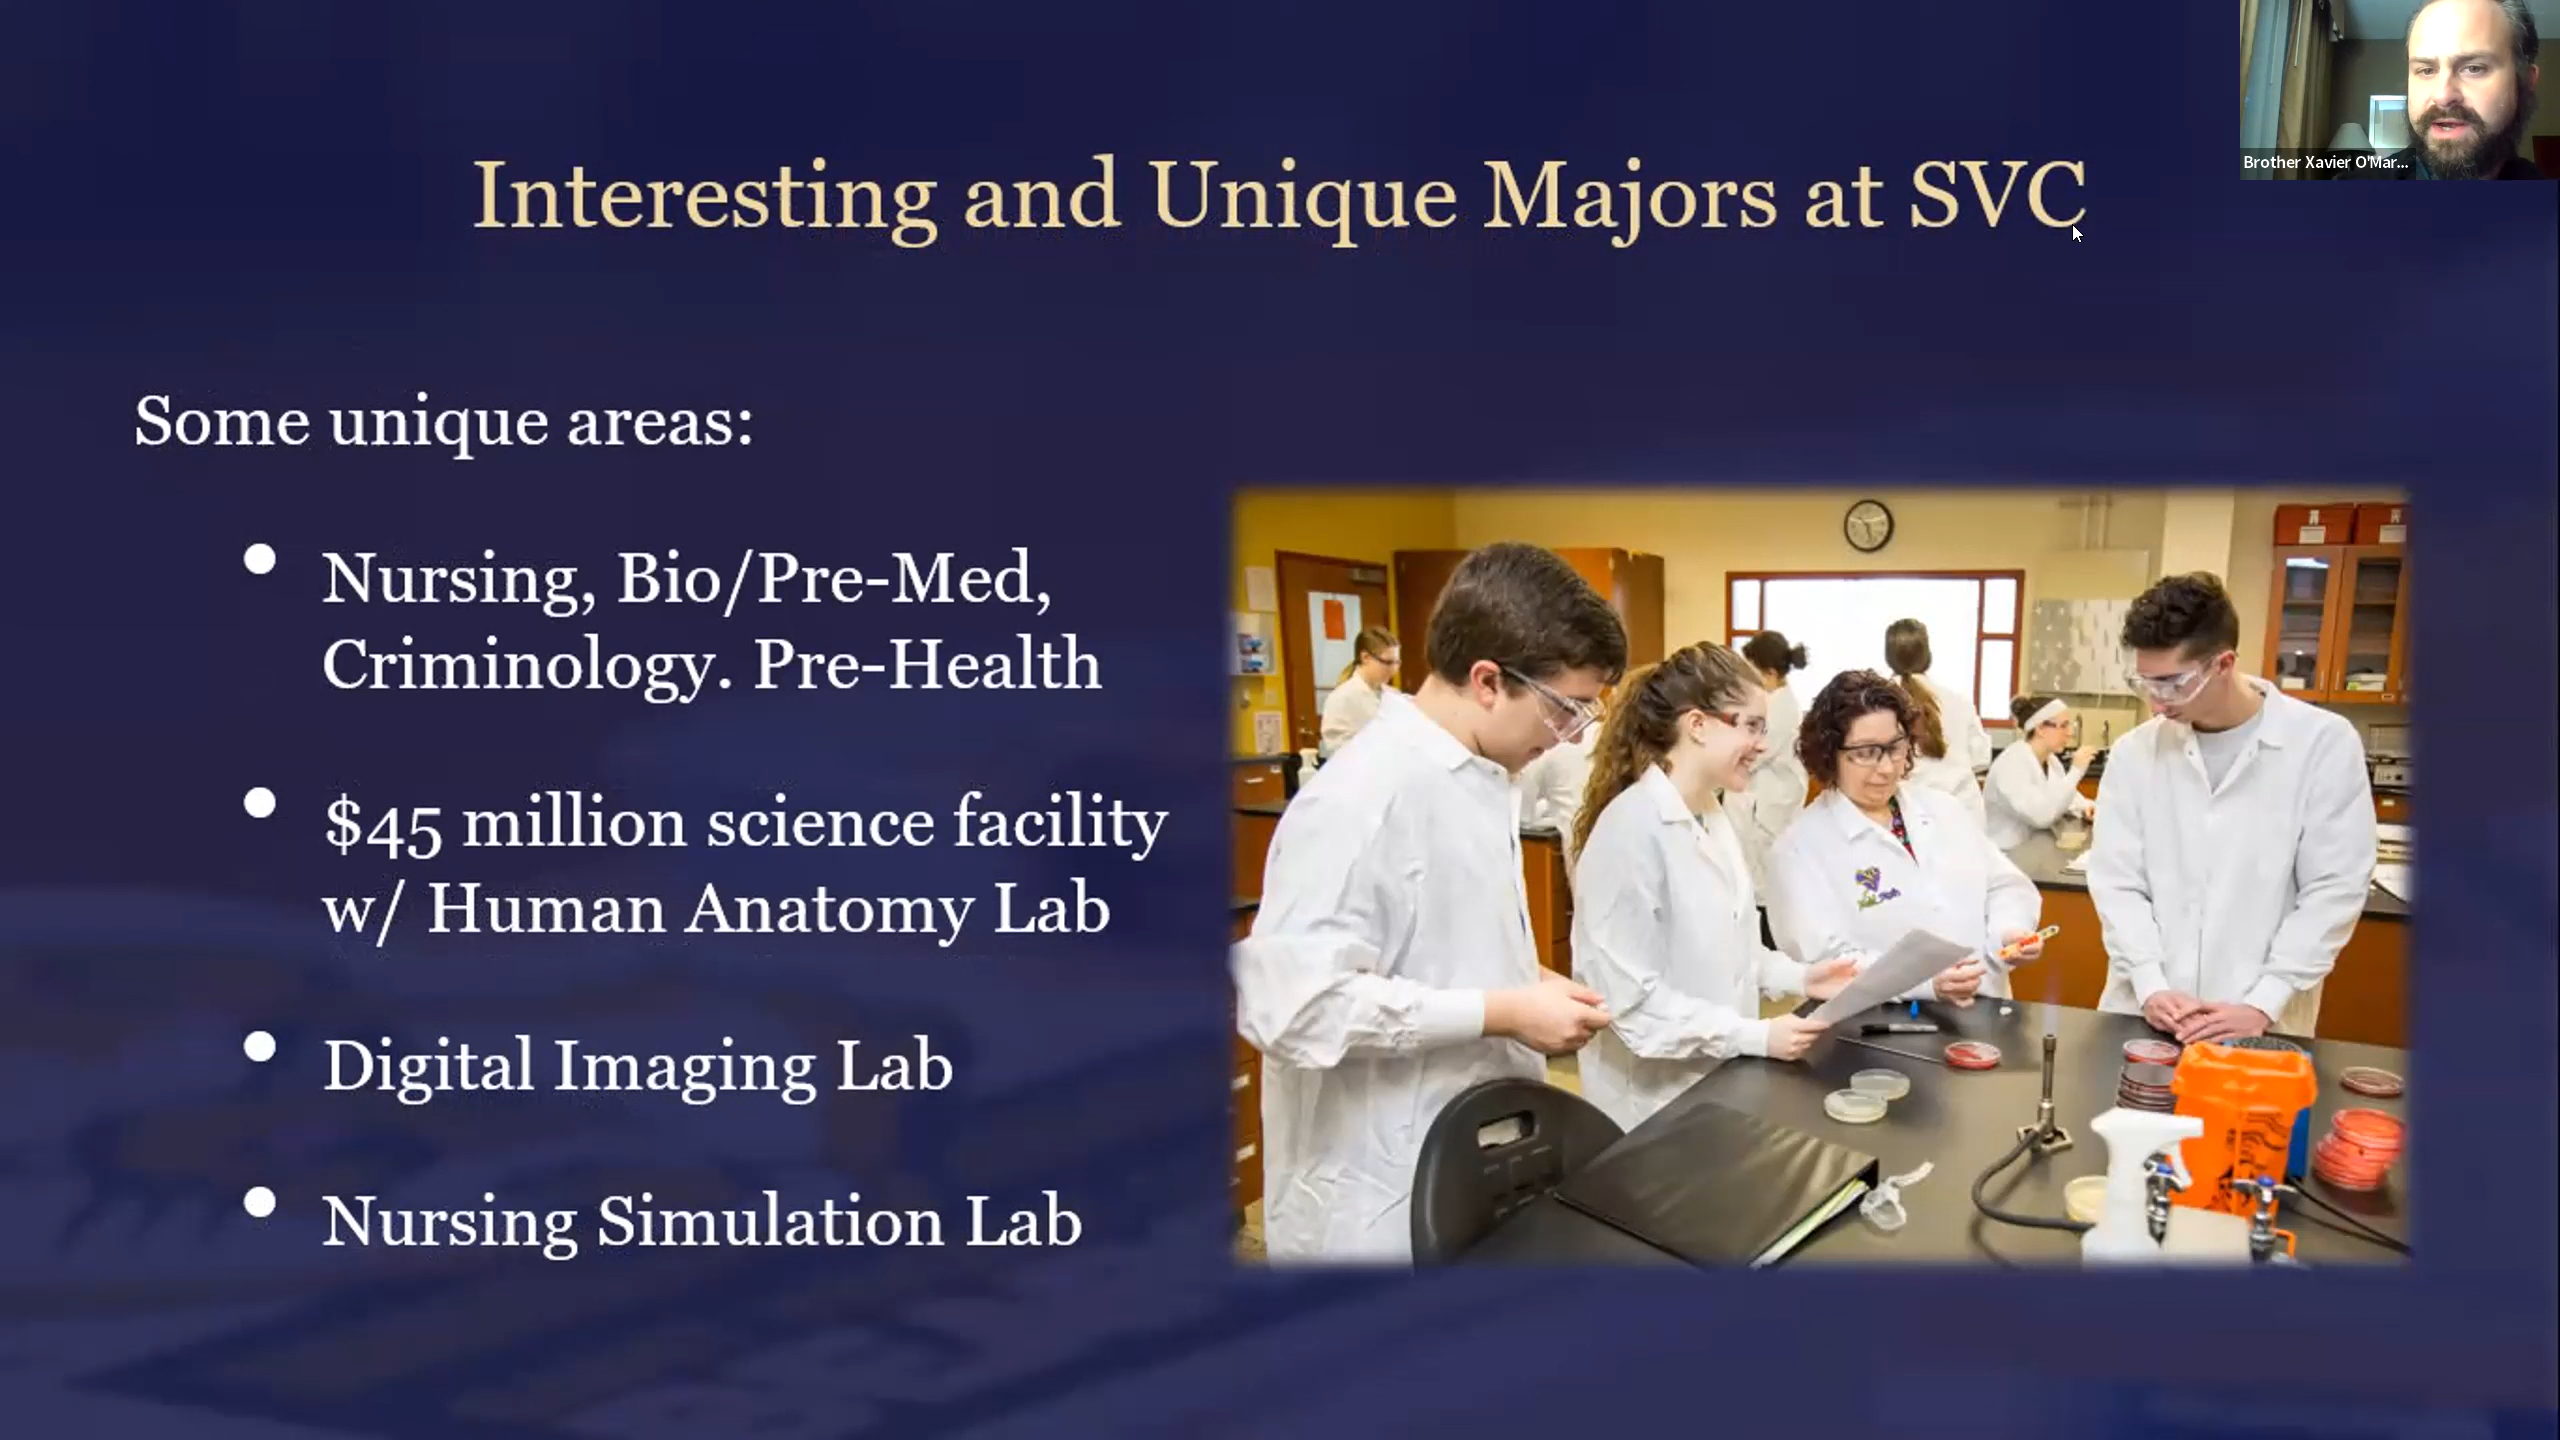 Brother Xavier O'Mar...
Interesting and Unique Majors at SVC
Some unique areas:
• Nursing, Bio/Pre-Med,
Criminology. Pre-Health
• $45 million science facility
w/ Human Anatomy Lab
• Digital Imaging Lab
• Nursing Simulation Lab